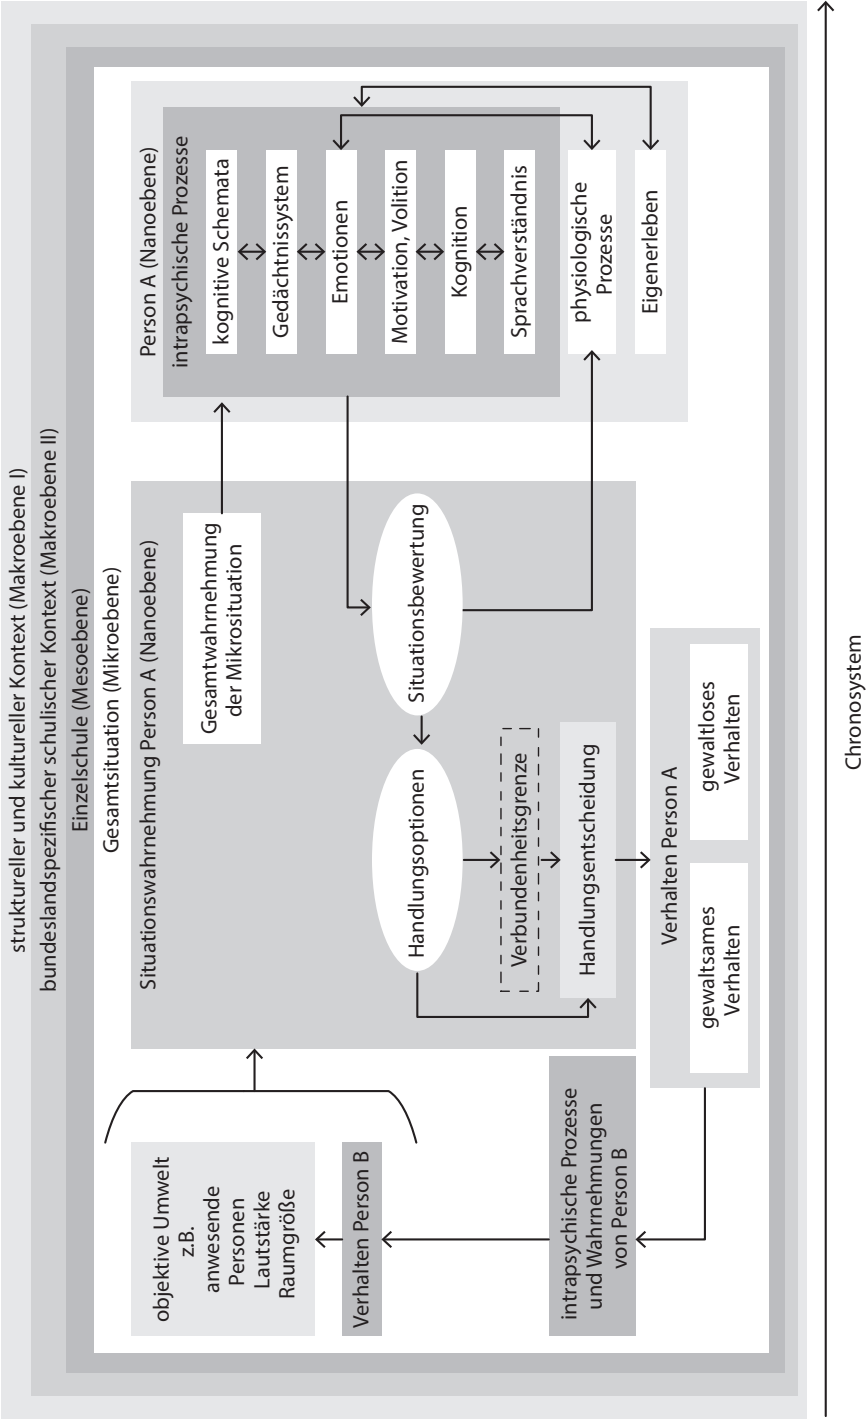 struktureller und kultureller Kontext (Makroebene I)
bundeslandspezifischer schulischer Kontext (Makroebene II)
Einzelschule (Mesoebene)
Gesamtsituation (Mikroebene)
objektive Umwelt
z.B.
anwesende
Personen
Lautstärke
Raumgröße
Verhalten Person B
intrapsychische Prozesse
und Wahrnehmungen
von Person B
Situationswahrnehmung Person A (Nanoebene)
Gesamtwahrnehmung
der Mikrosituation
Situationsbewertung
Handlungsoptionen
Verbundenheitsgrenze
Handlungsentscheidung
Verhalten Person A
gewaltsames
Verhalten
gewaltloses
Verhalten
Person A (Nanoebene)
intrapsychische Prozesse
kognitive Schemata
Gedächtnissystem
Emotionen
Motivation, Volition
Kognition
Sprachverständnis
physiologische
Prozesse
Eigenerleben
Chronosystem